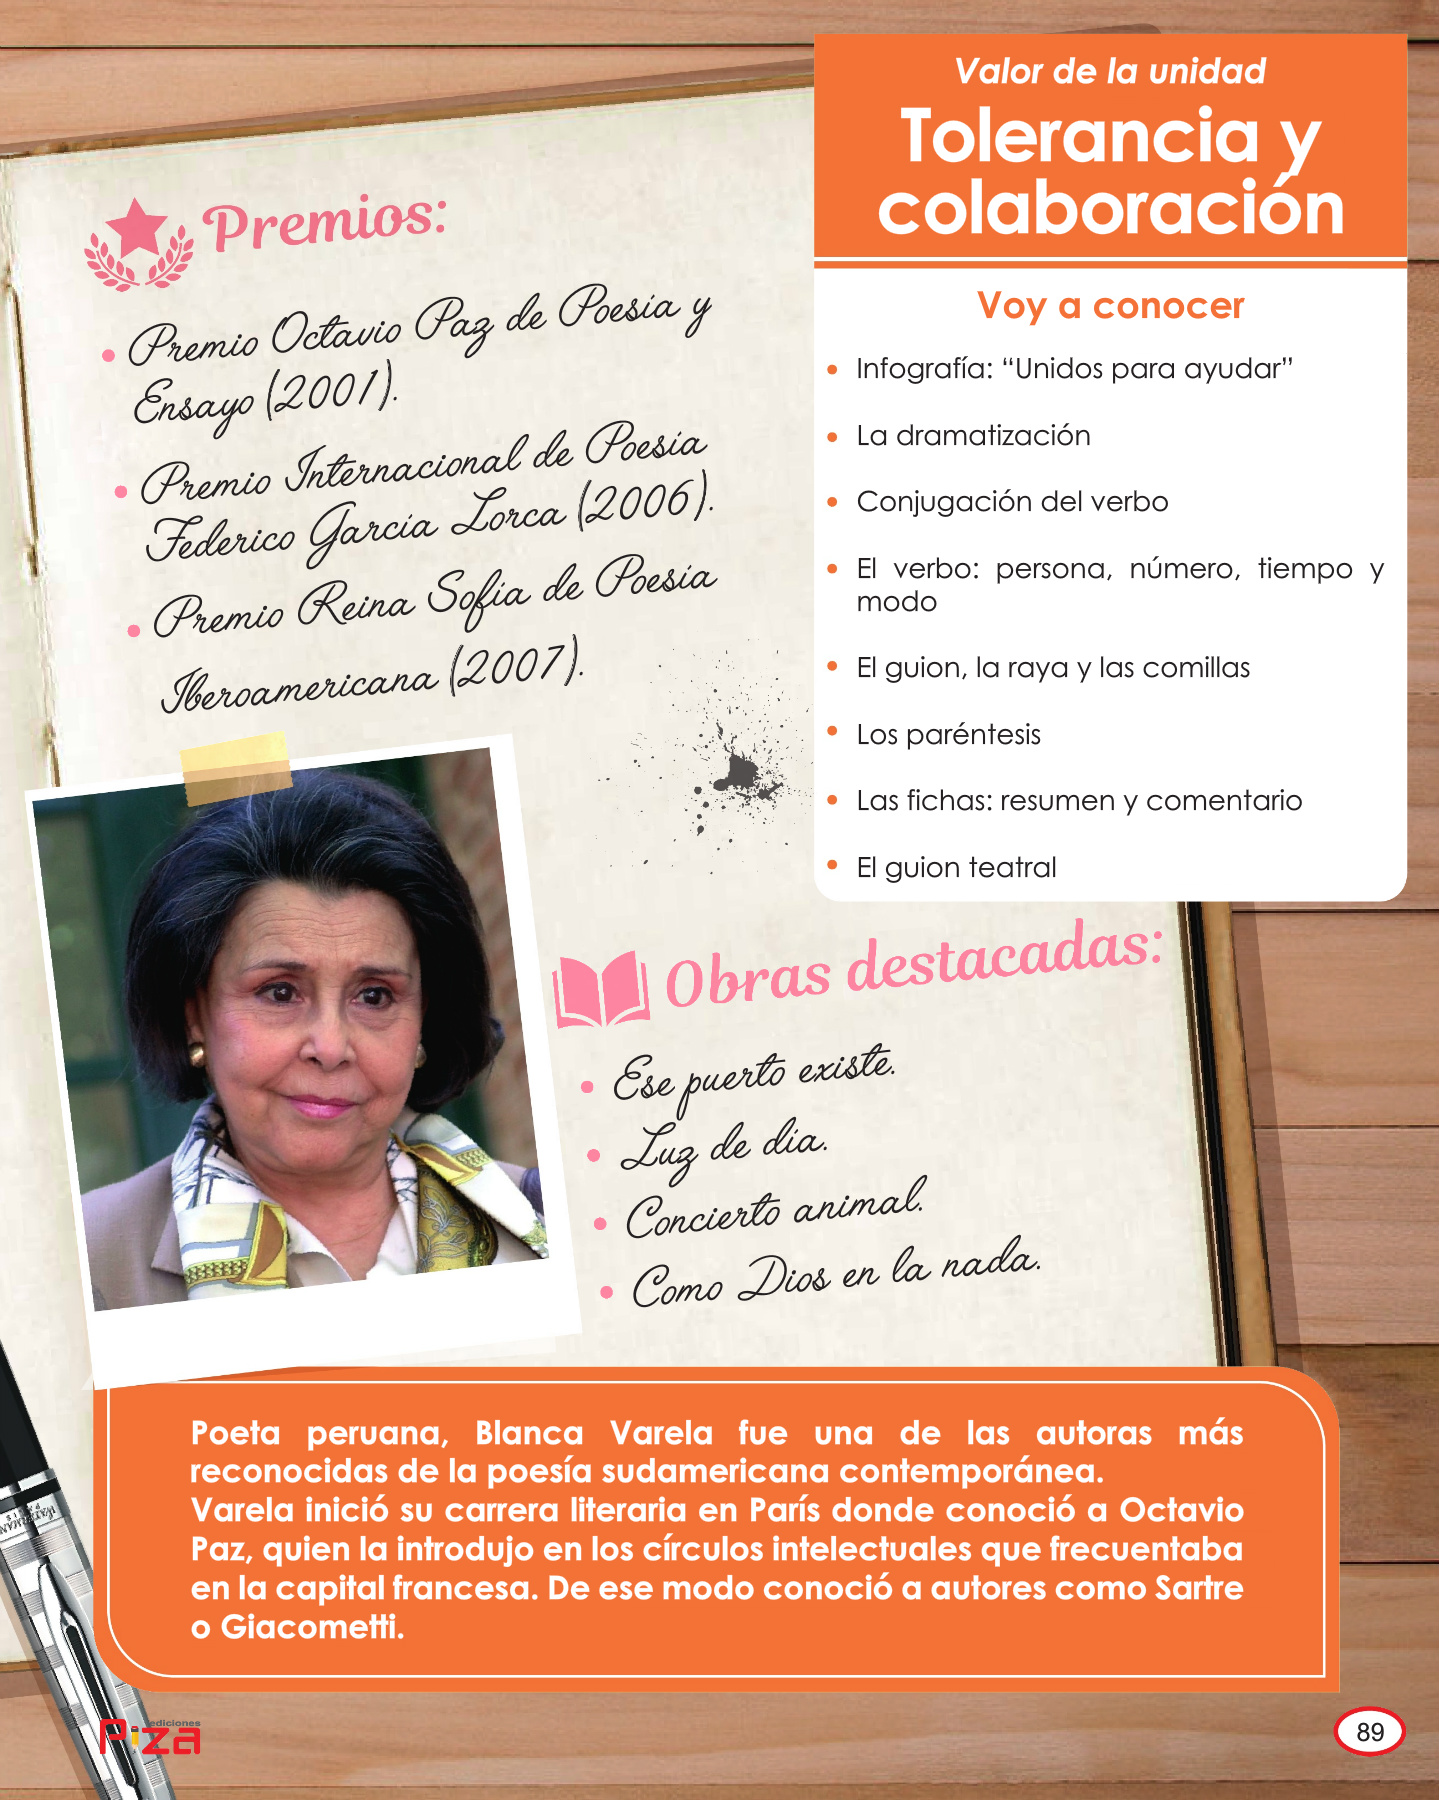 Valor de la unidad
Tolerancia y
colaboración
Voy a conocer
• Infografía: “Unidos para ayudar”
• La dramatización
• Conjugación del verbo
• El verbo: persona, número, tiempo y
modo
• El guion, la raya y las comillas
• Los paréntesis
• Las fichas: resumen y comentario
• El guion teatral
Premios:
• Premio Octavio Paz de Poesía y
Ensayo (2001).
• Premio Internacional de Poesía
Federico García Lorca (2006).
• Premio Reina Sofía de Poesía
Iberoamericana (2007).
Obras destacadas:
• Ese puerto existe.
• Luz de día.
• Concierto animal.
• Como Dios en la nada.
Poeta peruana, Blanca Varela fue una de las autoras más
reconocidas de la poesía sudamericana contemporánea.
Varela inició su carrera literaria en París donde conoció a Octavio
Paz, quien la introdujo en los círculos intelectuales que frecuentaba
en la capital francesa. De ese modo conoció a autores como Sartre
o Giacometti.
WATERMAN
PARIS
ediciones
Piza
89